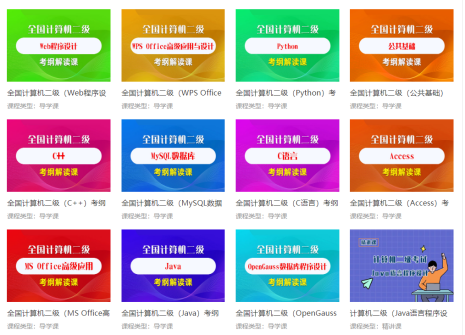 全国计算机二级
Web程序设计
考纲解读课
全国计算机二级
WPS Office高级应用与设计
考纲解读课
全国计算机二级
Python
考纲解读课
全国计算机二级
公共基础
考纲解读课
全国计算机二级（Web程序设
全国计算机二级（WPS Office
全国计算机二级（Python）考
全国计算机二级（公共基础）
课程类型：导学课
课程类型：导学课
课程类型：导学课
课程类型：导学课
全国计算机二级
C++
考纲解读课
全国计算机二级
MySQL数据库
考纲解读课
全国计算机二级
C语言
考纲解读课
全国计算机二级
Access
考纲解读课
全国计算机二级（C++）考纲
全国计算机二级（MySQL数据
全国计算机二级（C语言）考纲
全国计算机二级（Access）考
课程类型：导学课
课程类型：导学课
课程类型：导学课
课程类型：导学课
全国计算机二级
MS Office高级应用
考纲解读课
全国计算机二级
Java
考纲解读课
全国计算机二级
OpenGauss数据库程序设计
考纲解读课
计算机二级考试
Java语言程序设计
全国计算机二级（MS Office高
全国计算机二级（Java）考纲
全国计算机二级（OpenGauss
计算机二级（Java语言程序设
课程类型：导学课
课程类型：导学课
课程类型：导学课
课程类型：精讲课